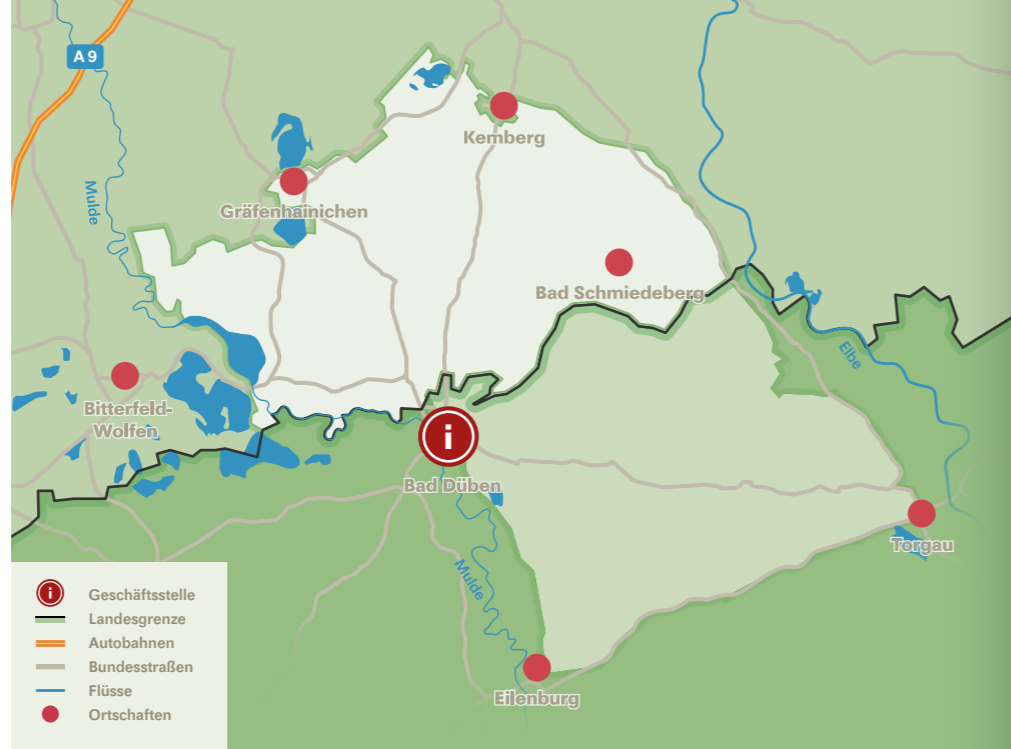 A 9
Kemberg
Mulde
Gräfenhainichen
Bad Schmiedeberg
Elbe
Bitterfeld-
Wolfen
i
Bad Düben
Torgau
Mulde
Eilenburg
i Geschäftsstelle
Landesgrenze
Autobahnen
Bundesstraßen
Flüsse
Ortschaften